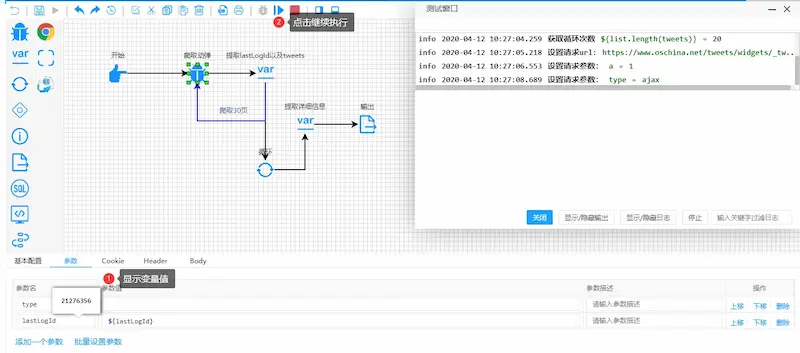 测试窗口
info 2020-04-12 10:27:04.259 获取循环次数 ${list.length(tweets)} = 20
info 2020-04-12 10:27:05.218 设置请求url: https://www.oschina.net/tweets/widgets/_tw..
info 2020-04-12 10:27:06.553 设置请求参数: a = 1
info 2020-04-12 10:27:08.689 设置请求参数: type = ajax
关闭 显示/隐藏输出 显示/隐藏日志 停止 输入关键字过滤日志
2 点击继续执行
开始
爬取动弹
提取lastLogId以及tweets
var
爬取30页
提取详细信息
var
输出
循环
var
SQL
基本配置 参数 Cookie Header Body
1 显示变量值
参数名 参数值 参数描述 操作
type 请输入参数描述 上移 下移 删除
21276356
lastLogId ${lastLogId} 请输入参数描述 上移 下移 删除
添加一个参数 批量设置参数